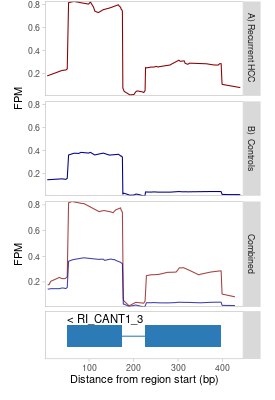 0.8
0.6
0.4
0.2
FPM
A) Recurrent HCC
0.8
0.6
0.4
0.2
B) Controls
0.8
0.6
0.4
0.2
FPM
Combined
< RI_CANT1_3
100 200 300 400
Distance from region start (bp)